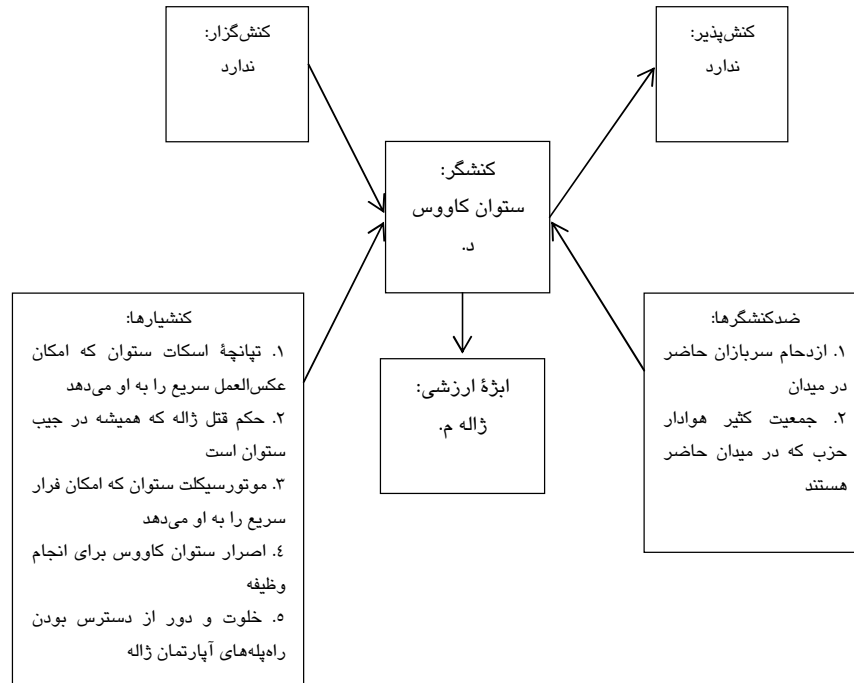 کنش‌گزار:
ندارد
کنش‌پذیر:
ندارد
کنشگر:
ستوان کاووس
د.
کنشیارها:
۱. تپانچهٔ اسکات ستوان که امکان
عکس‌العمل سریع را به او می‌دهد
۲. حکم قتل ژاله که همیشه در جیب
ستوان است
۳. موتورسیکلت ستوان که امکان فرار
سریع را به او می‌دهد
٤. اصرار ستوان کاووس برای انجام
وظیفه
۵. خلوت و دور از دسترس بودن
راه‌پله‌های آپارتمان ژاله
ابژهٔ ارزشی:
ژاله م.
ضدکنشگرها:
۱. ازدحام سربازان حاضر
در میدان
۲. جمعیت کثیر هوادار
حزب که در میدان حاضر
هستند